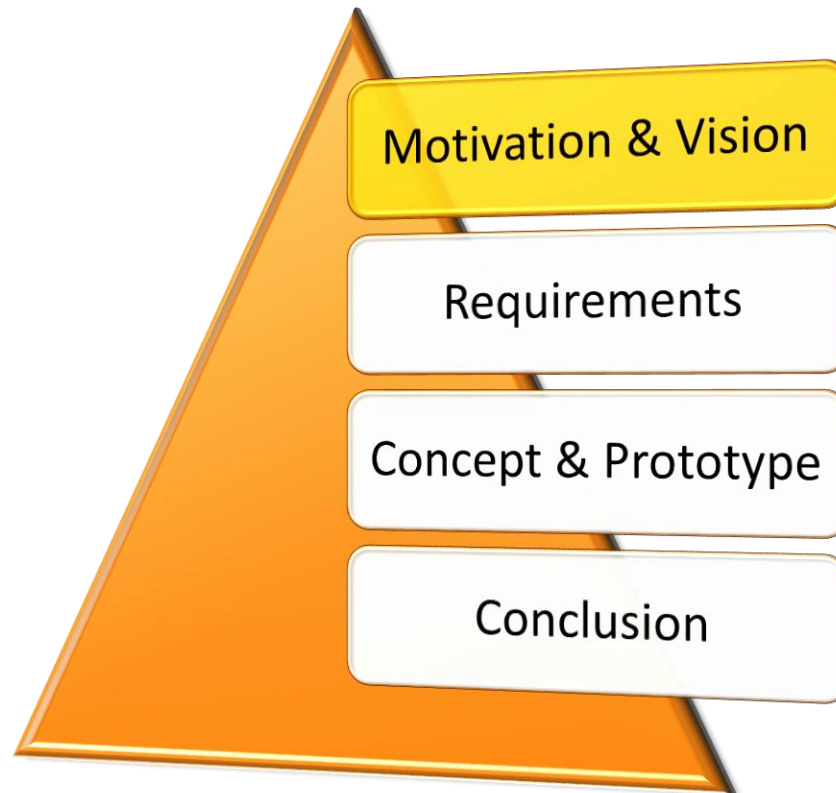 Motivation & Vision
Requirements
Concept & Prototype
Conclusion